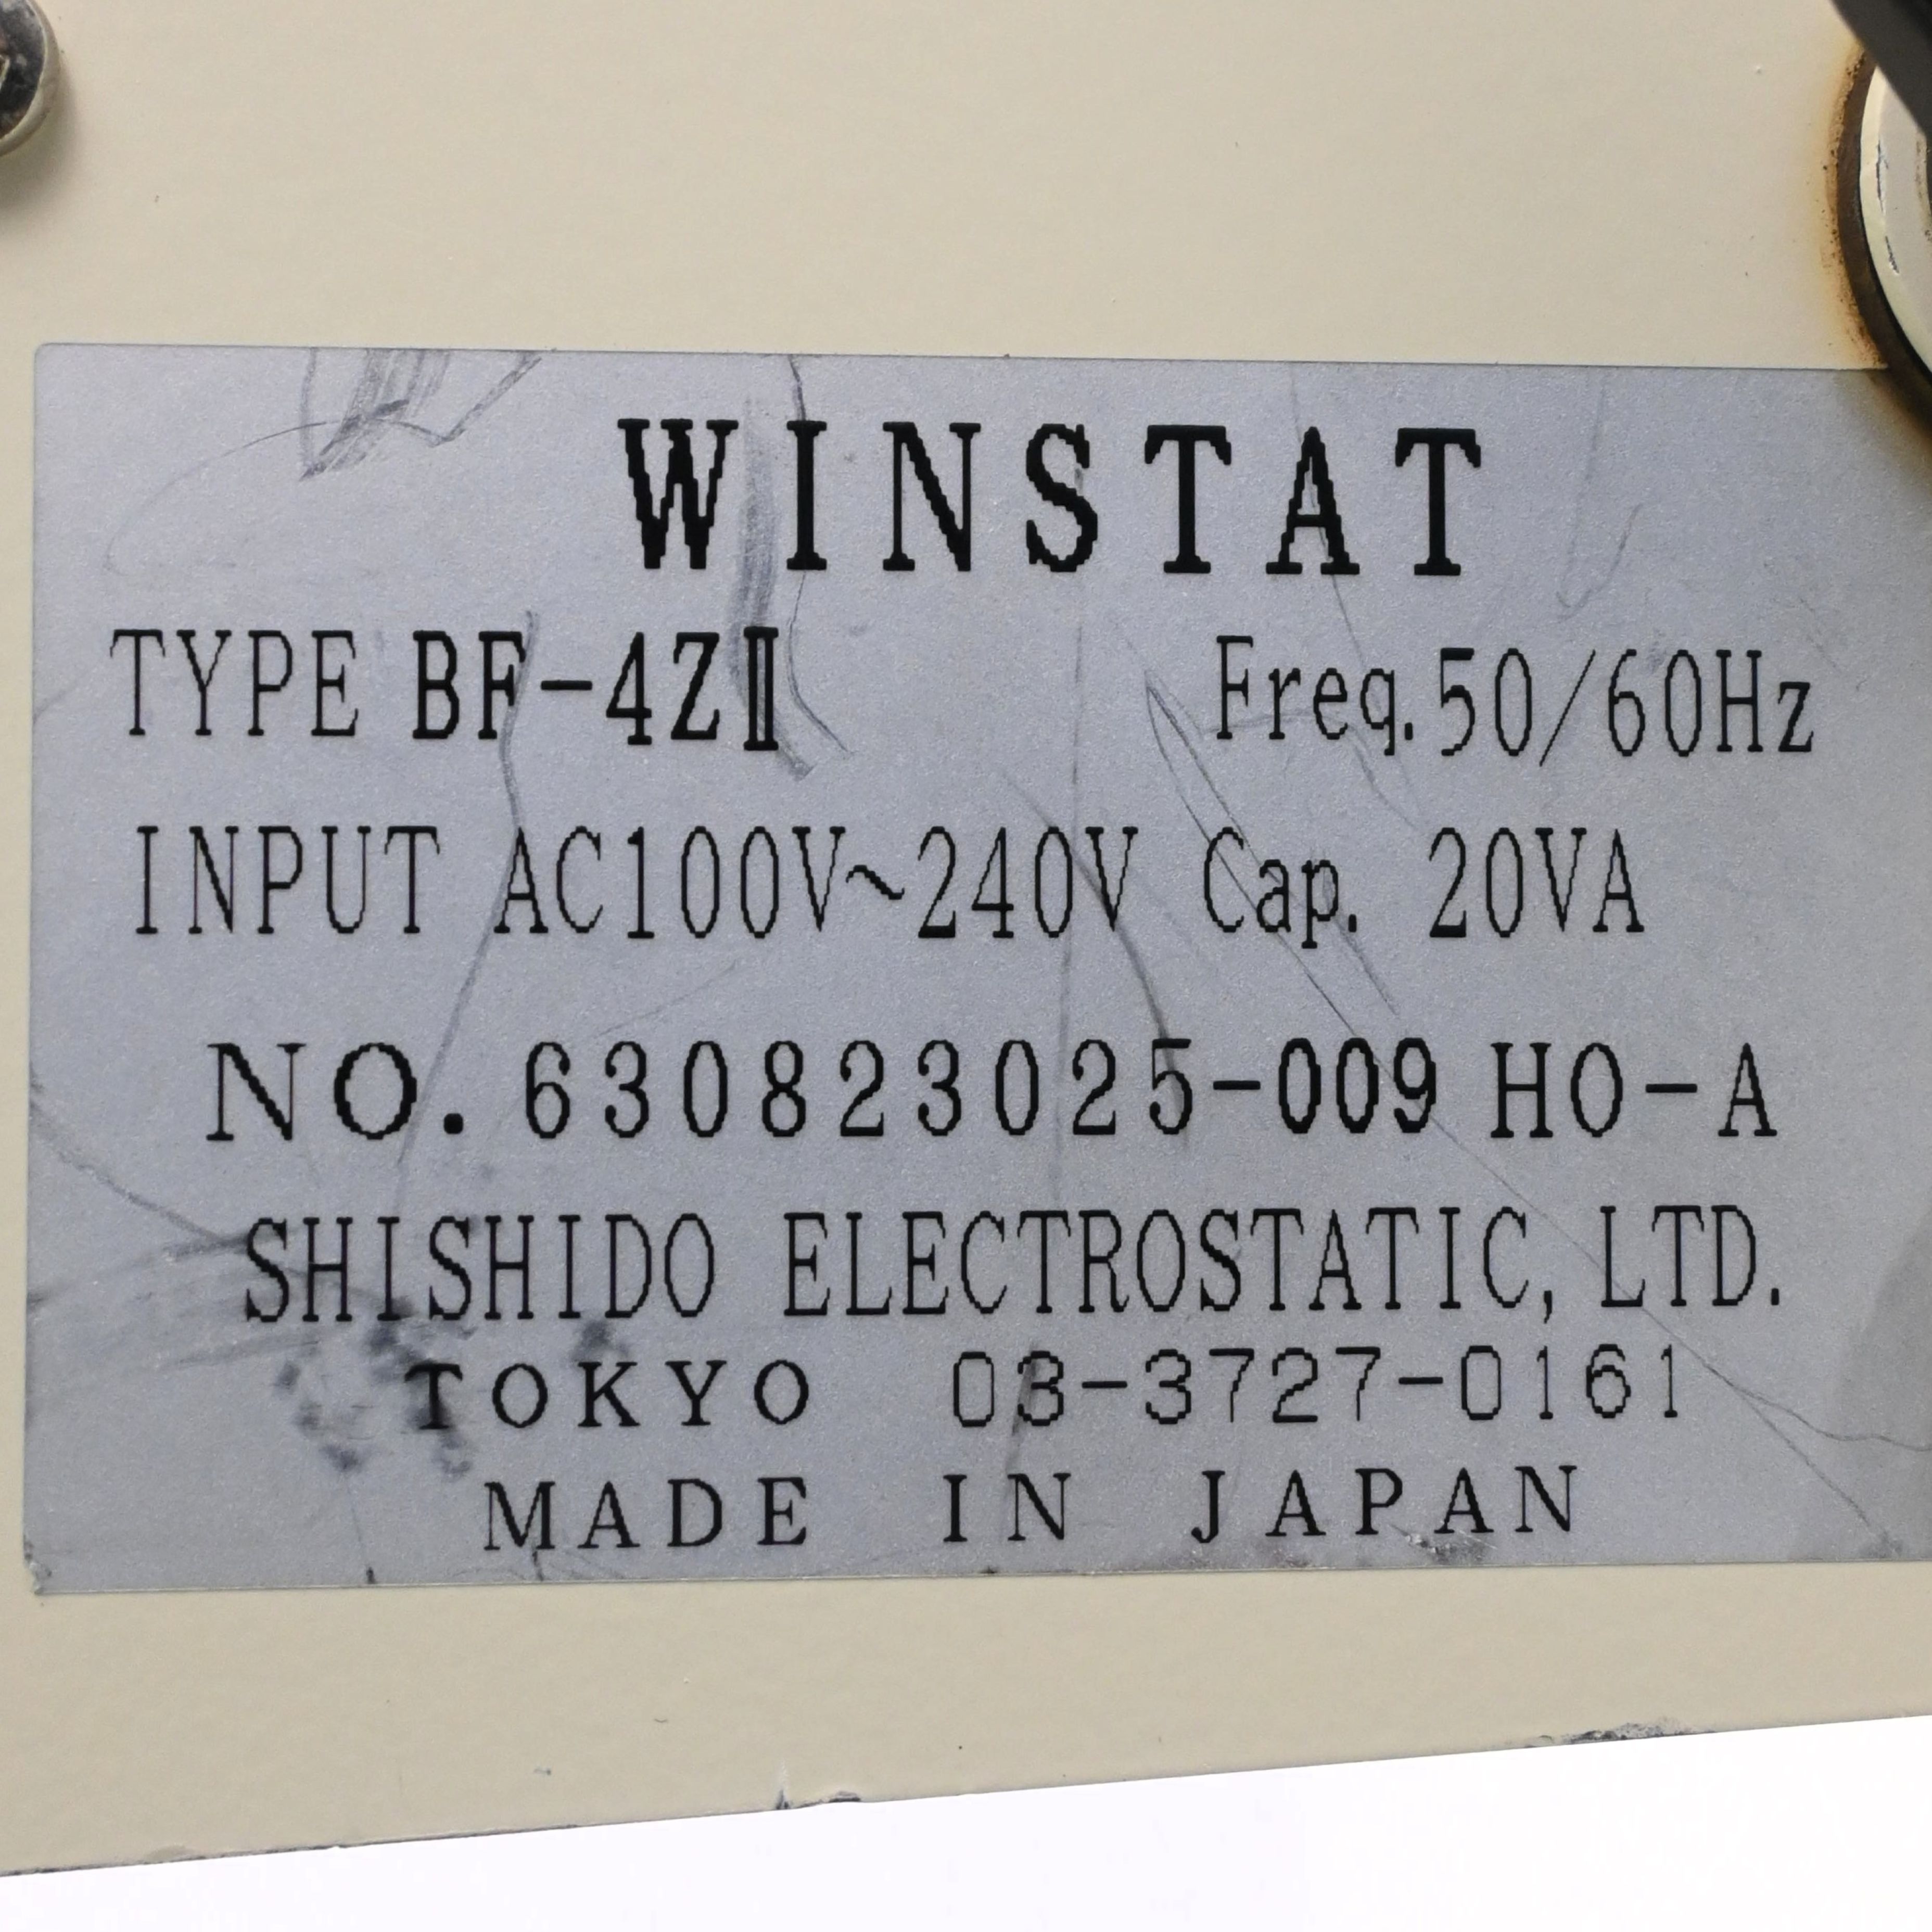 WINSTAT
TYPE BF-4ZⅡ Freq.50/60Hz
INPUT AC100V~240V Cap. 20VA
NO. 630823025-009 HO-A
SHISHIDO ELECTROSTATIC, LTD.
TOKYO 03-3727-0161
MADE IN JAPAN